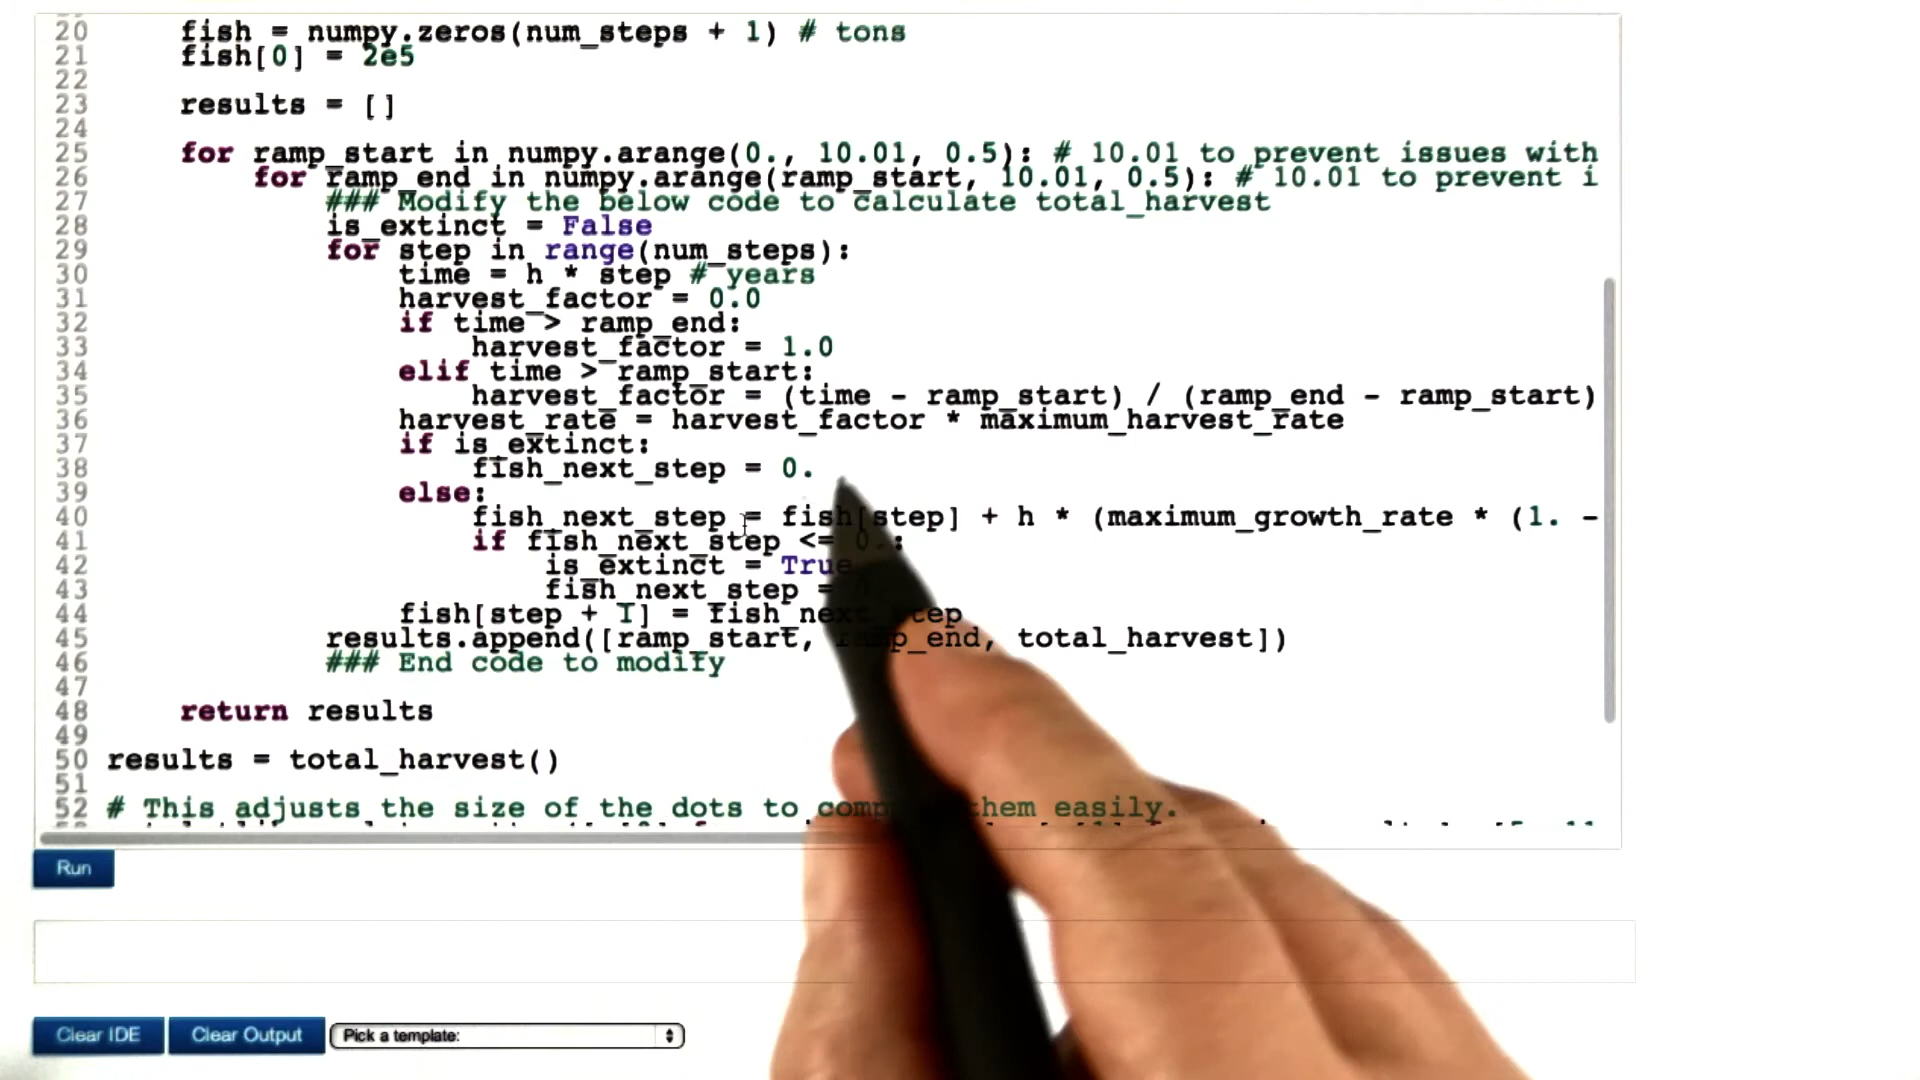 20 fish = numpy.zeros(num_steps + 1) # tons
21 fish[0] = 2e5
22
23 results = []
24
25 for ramp_start in numpy.arange(0., 10.01, 0.5): # 10.01 to prevent issues with
26 for ramp_end in numpy.arange(ramp_start, 10.01, 0.5): # 10.01 to prevent i
27 ### Modify the below code to calculate total_harvest
28 is_extinct = False
29 for step in range(num_steps):
30 time = h * step # years
31 harvest_factor = 0.0
32 if time > ramp_end:
33 harvest_factor = 1.0
34 elif time > ramp_start:
35 harvest_factor = (time - ramp_start) / (ramp_end - ramp_start)
36 harvest_rate = harvest_factor * maximum_harvest_rate
37 if is_extinct:
38 fish_next_step = 0.
39 else:
40 fish_next_step = fish[step] + h * (maximum_growth_rate * (1. -
41 if fish_next_step <= 0.:
42 is_extinct = True
43 fish_next_step =
44 fish[step + 1] = fish_next_step
45 results.append([ramp_start, ramp_end, total_harvest])
46 ### End code to modify
47
48 return results
49
50 results = total_harvest()
51
52 # This adjusts the size of the dots to compare them easily.
Run
Clear IDE Clear Output Pick a template: